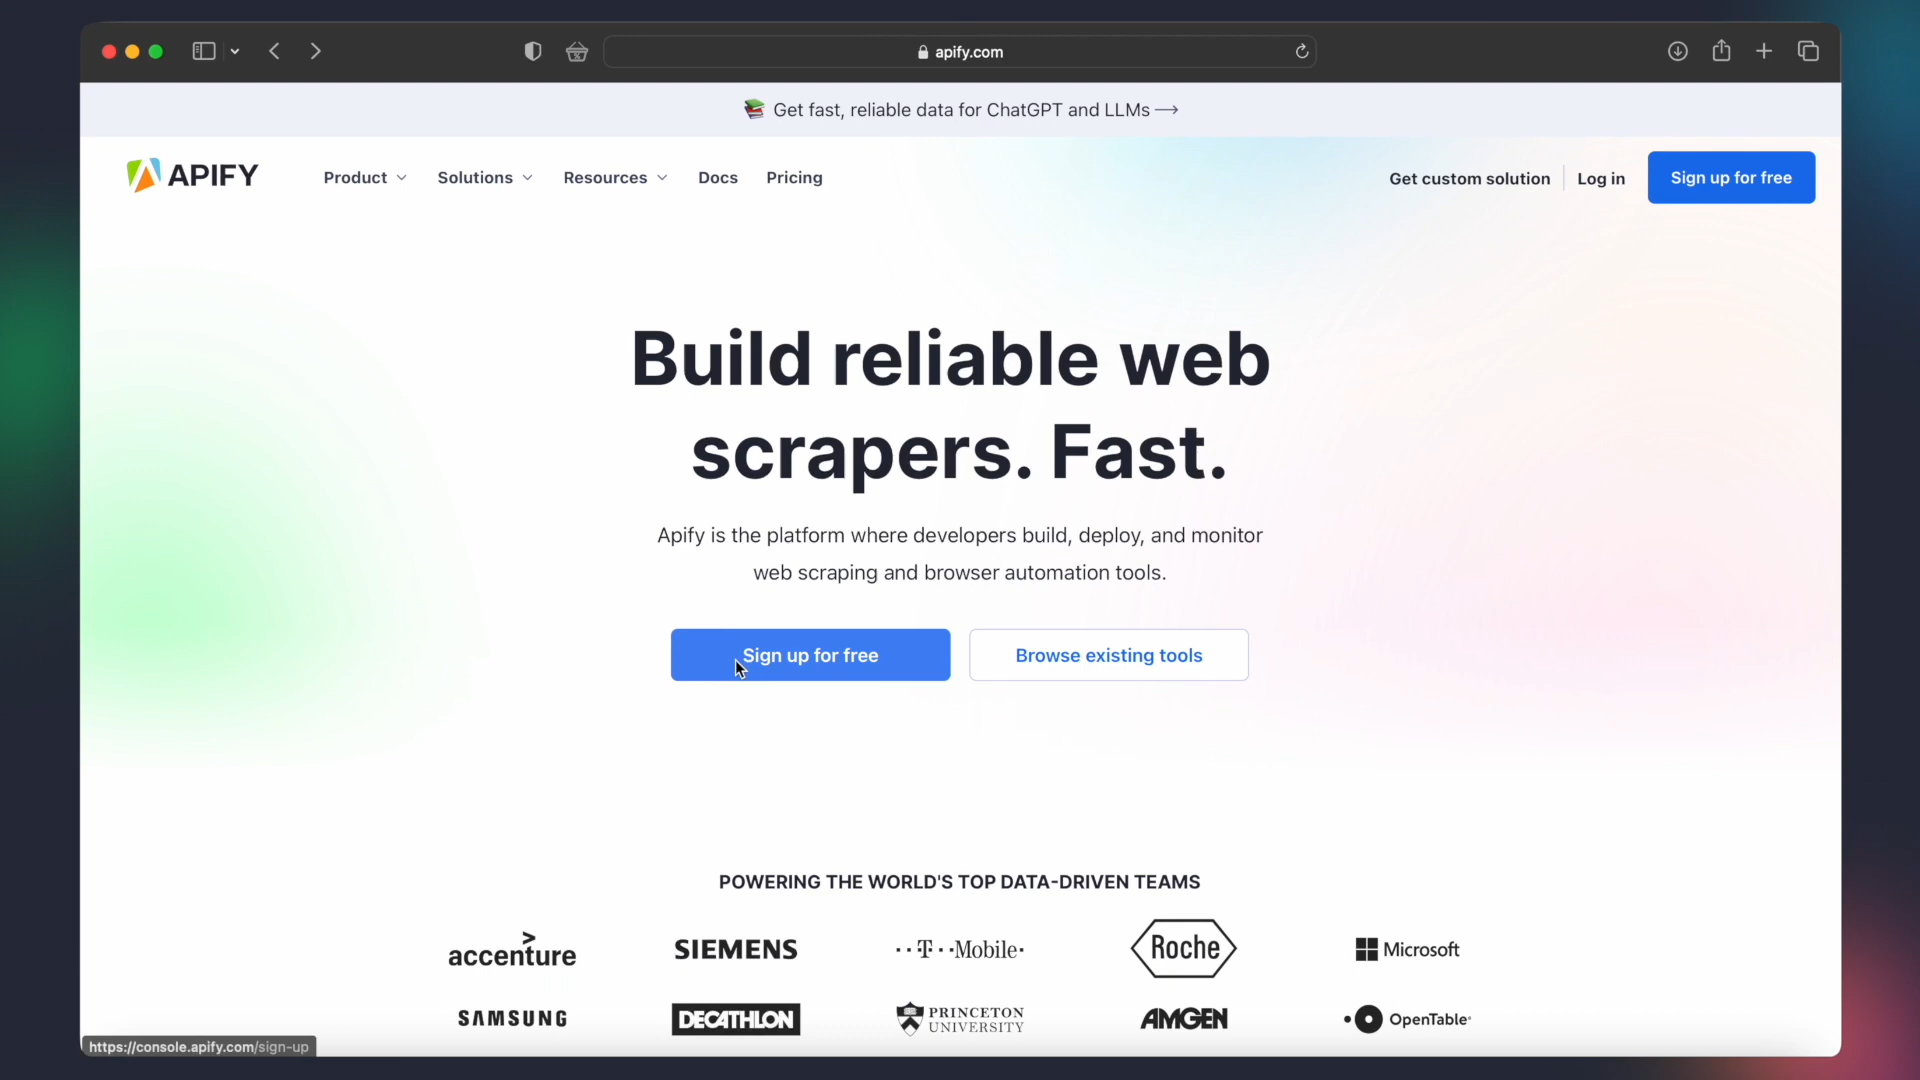 apify.com
📚 Get fast, reliable data for ChatGPT and LLMs →
APIFY
Product
Solutions
Resources
Docs
Pricing
Get custom solution
Log in
Sign up for free
Build reliable web
scrapers. Fast.
Apify is the platform where developers build, deploy, and monitor
web scraping and browser automation tools.
Sign up for free
Browse existing tools
POWERING THE WORLD'S TOP DATA-DRIVEN TEAMS
accenture
SIEMENS
T Mobile
Roche
Microsoft
SAMSUNG
DECATHLON
PRINCETON
UNIVERSITY
AMGEN
OpenTable
https://console.apify.com/sign-up